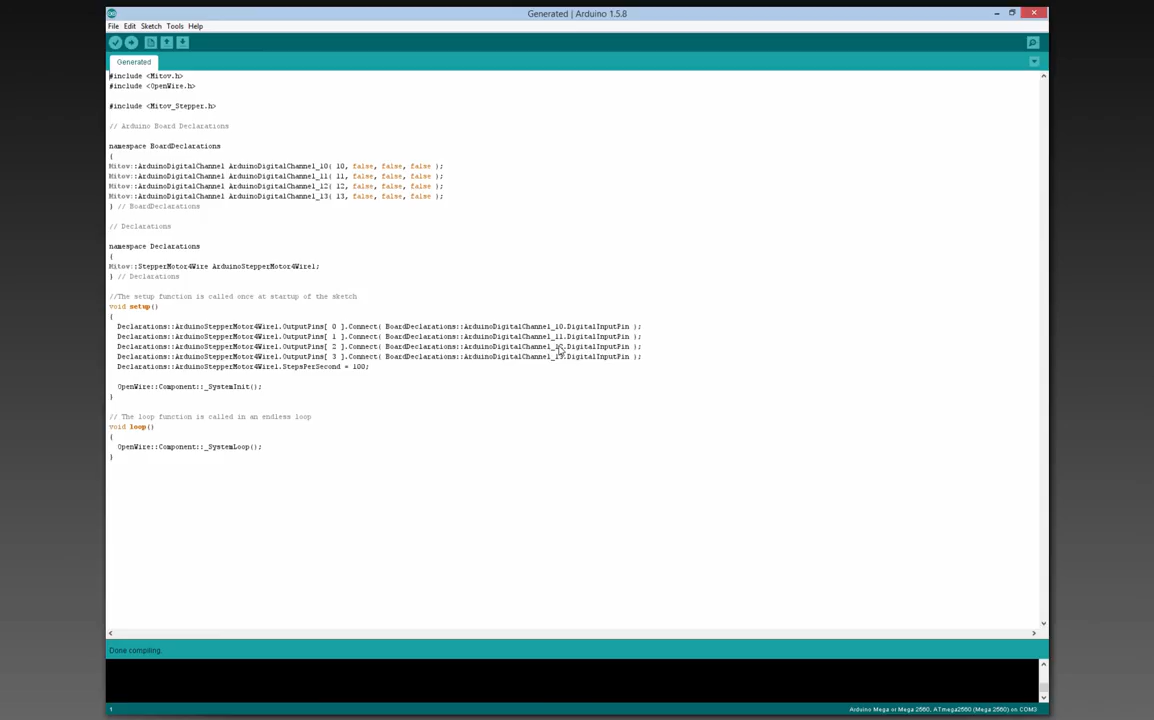 Generated | Arduino 1.5.8
File Edit Sketch Tools Help
Generated
#include <Mitov.h>
#include <OpenWire.h>
#include <Mitov_Stepper.h>
// Arduino Board Declarations
namespace BoardDeclarations
{
Mitov::ArduinoDigitalChannel ArduinoDigitalChannel_10( 10, false, false, false );
Mitov::ArduinoDigitalChannel ArduinoDigitalChannel_11( 11, false, false, false );
Mitov::ArduinoDigitalChannel ArduinoDigitalChannel_12( 12, false, false, false );
Mitov::ArduinoDigitalChannel ArduinoDigitalChannel_13( 13, false, false, false );
} // BoardDeclarations
// Declarations
namespace Declarations
{
Mitov::StepperMotor4Wire ArduinoStepperMotor4Wire1;
} // Declarations
//The setup function is called once at startup of the sketch
void setup()
{
Declarations::ArduinoStepperMotor4Wire1.OutputPins[ 0 ].Connect( BoardDeclarations::ArduinoDigitalChannel_10.DigitalInputPin );
Declarations::ArduinoStepperMotor4Wire1.OutputPins[ 1 ].Connect( BoardDeclarations::ArduinoDigitalChannel_11.DigitalInputPin );
Declarations::ArduinoStepperMotor4Wire1.OutputPins[ 2 ].Connect( BoardDeclarations::ArduinoDigitalChannel_12.DigitalInputPin );
Declarations::ArduinoStepperMotor4Wire1.OutputPins[ 3 ].Connect( BoardDeclarations::ArduinoDigitalChannel_13.DigitalInputPin );
Declarations::ArduinoStepperMotor4Wire1.StepsPerSecond = 100;
OpenWire::Component::_SystemInit();
}
// The loop function is called in an endless loop
void loop()
{
OpenWire::Component::_SystemLoop();
}
Done compiling.
1 Arduino Mega or Mega 2560, ATmega2560 (Mega 2560) on COM3